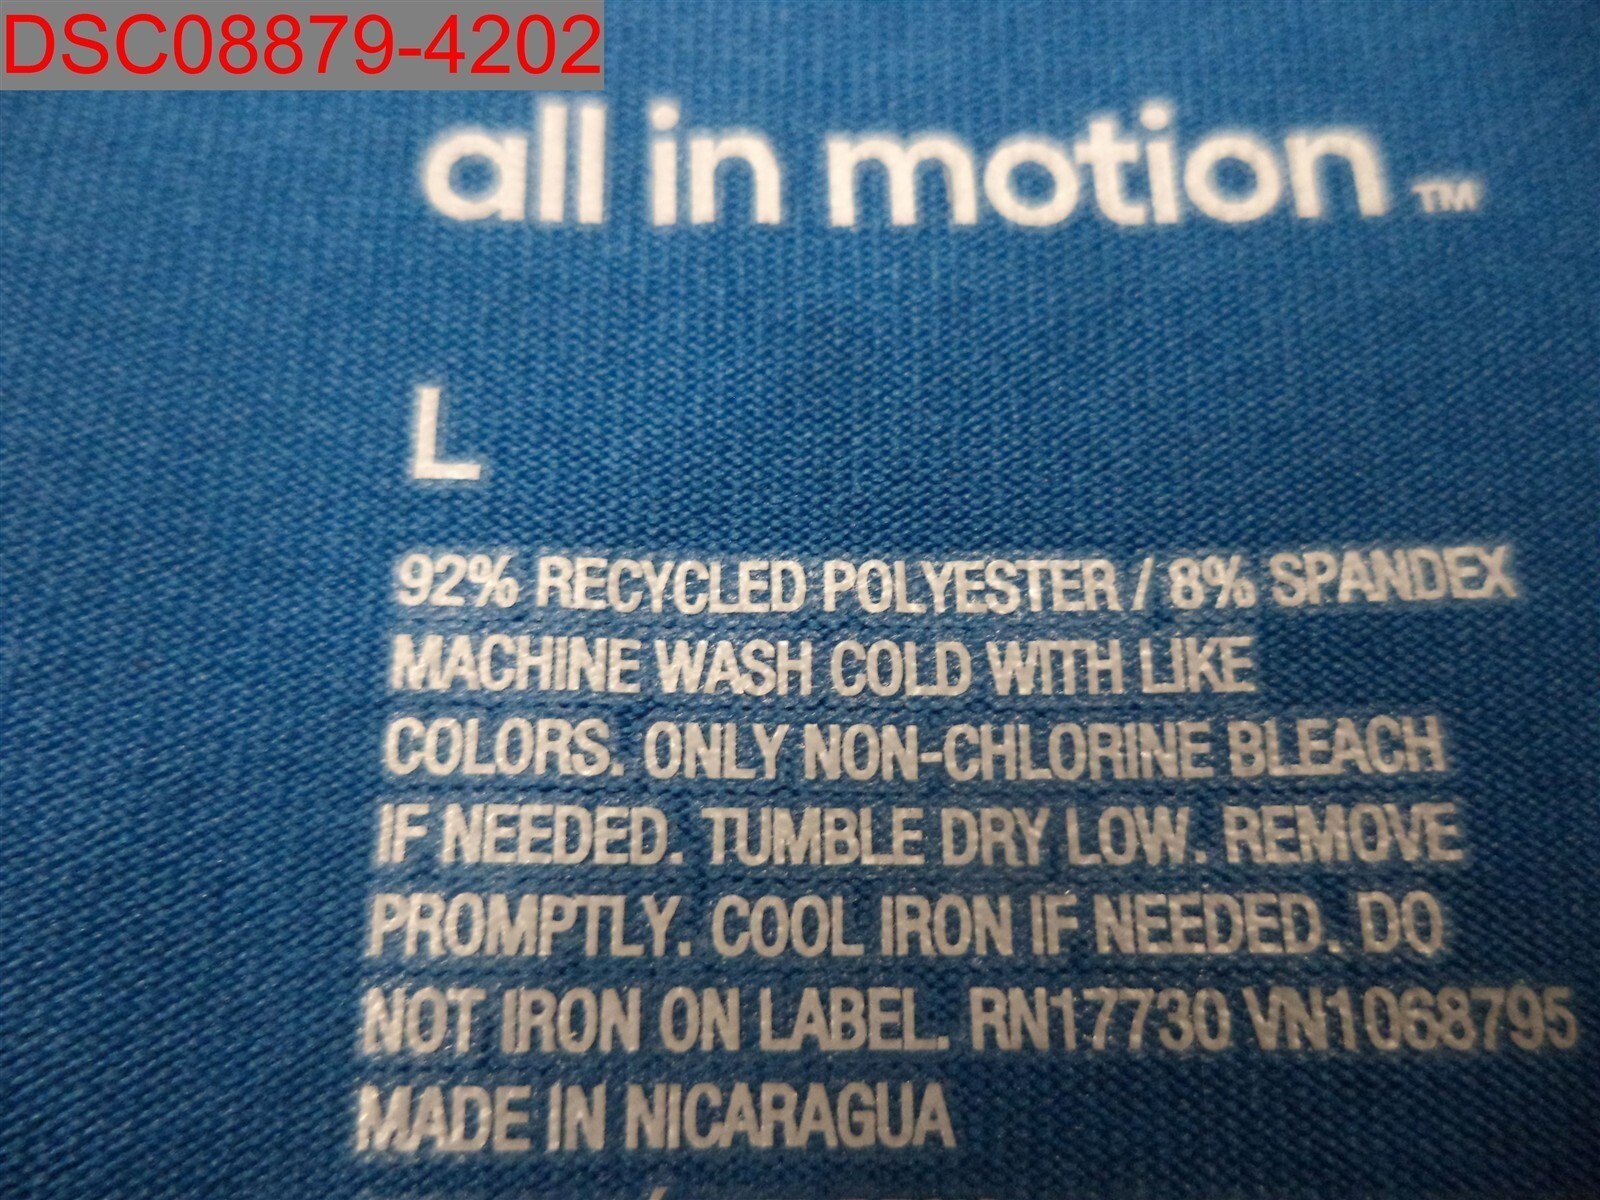 DSC08879-4202
all in motion™
L
92% RECYCLED POLYESTER / 8% SPANDEX
MACHINE WASH COLD WITH LIKE
COLORS. ONLY NON-CHLORINE BLEACH
IF NEEDED. TUMBLE DRY LOW. REMOVE
PROMPTLY. COOL IRON IF NEEDED. DO
NOT IRON ON LABEL. RN17730 VN1068795
MADE IN NICARAGUA